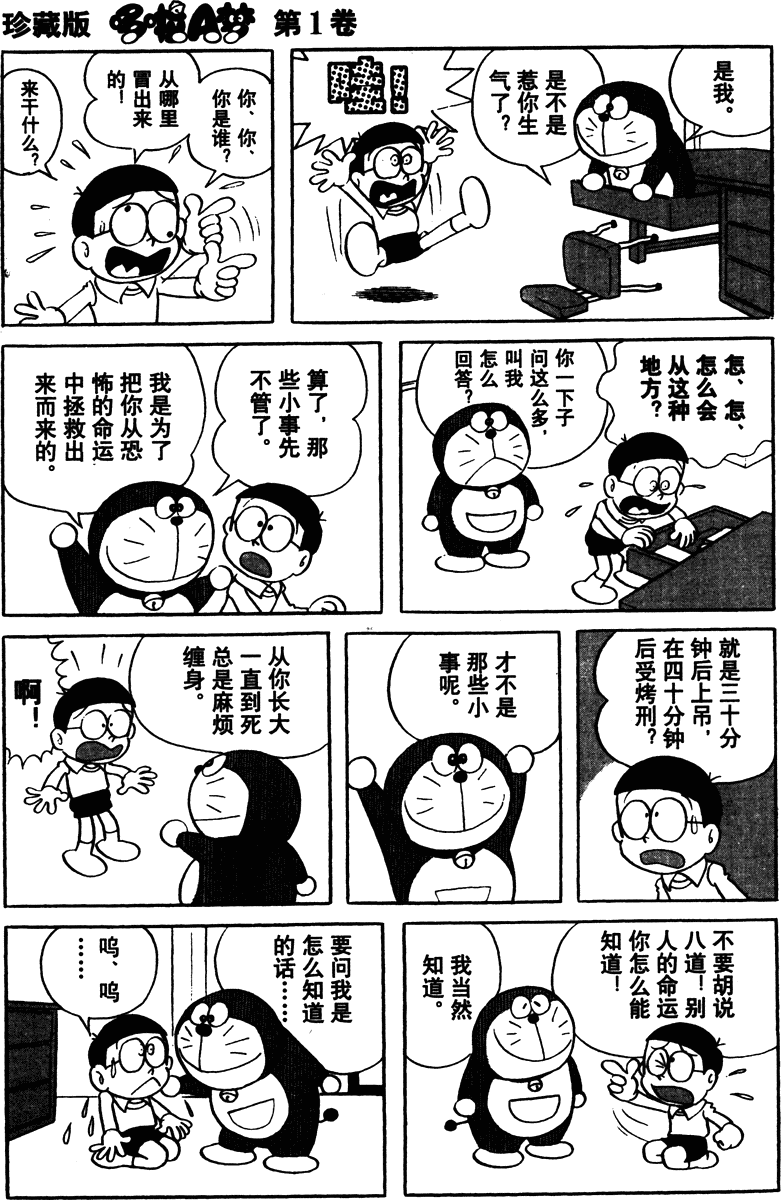 珍藏版 哆啦A梦 第1卷
是我。
是不是
惹你生
气了？
哇！
你、你、
你是谁？
从哪里
冒出来
的！
来干什么？
怎、怎、
怎么会
从这种
地方？
你一下子
问这么多，
叫我
怎么
回答？
算了，那
些小事先
不管了。
我是为了
把你从恐
怖的命运
中拯救出
来而来的。
就是三十分
钟后上吊，
在四十分钟
后受烤刑？
才不是
那些小
事呢。
从你长大
一直到死
总是麻烦
缠身。
啊！
不要胡说
八道！别
人的命运
你怎么能
知道！
我当然
知道。
要问我是
怎么知道
的话……
呜、呜
……